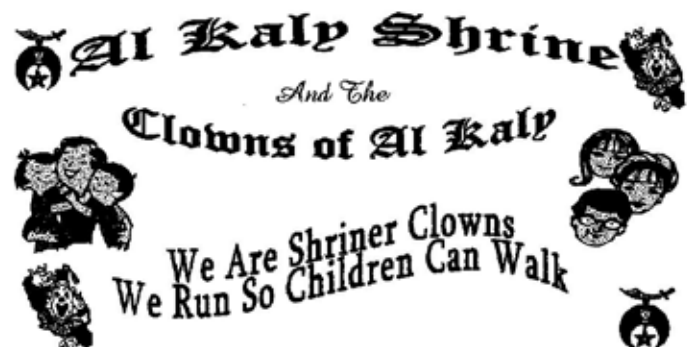 Al Kaly Shrine
And The
Clowns of Al Kaly
We Are Shriner Clowns
We Run So Children Can Walk